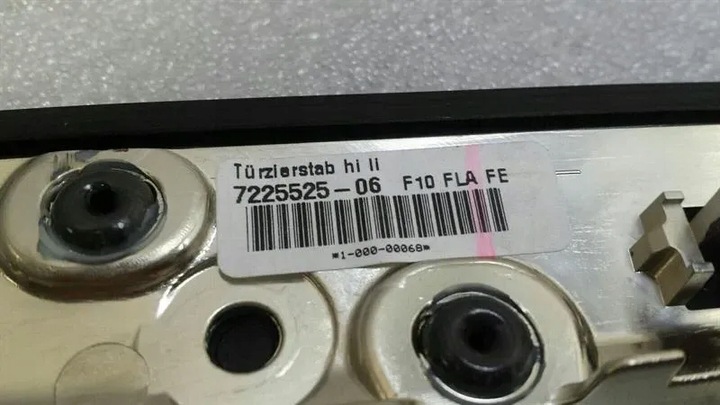 Türzierstab hi li
7225525-06 F10 FLA FE
*1-000-00068*